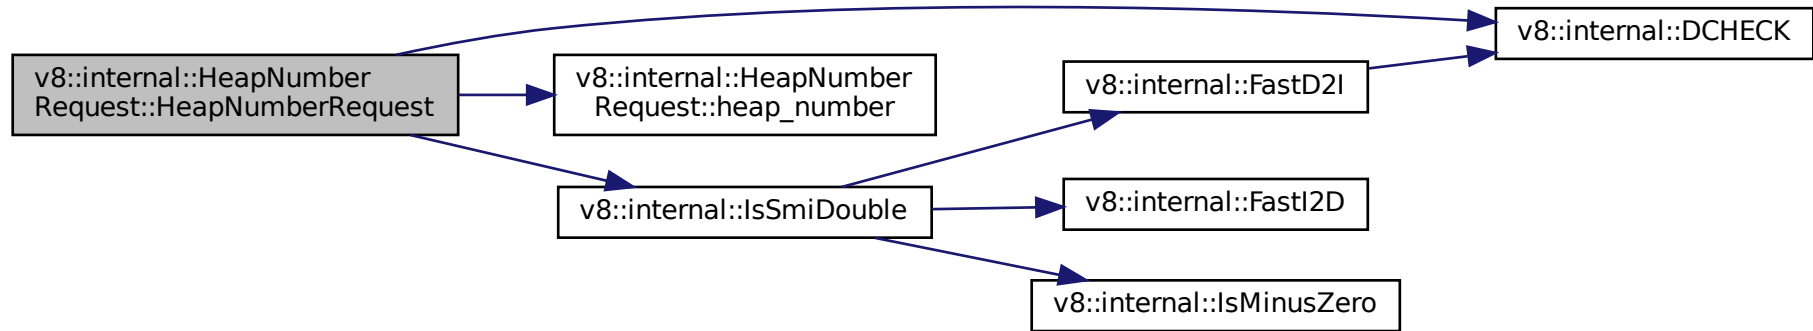 v8::internal::HeapNumber
Request::HeapNumberRequest
v8::internal::HeapNumber
Request::heap_number
v8::internal::IsSmiDouble
v8::internal::FastD2I
v8::internal::FastI2D
v8::internal::IsMinusZero
v8::internal::DCHECK